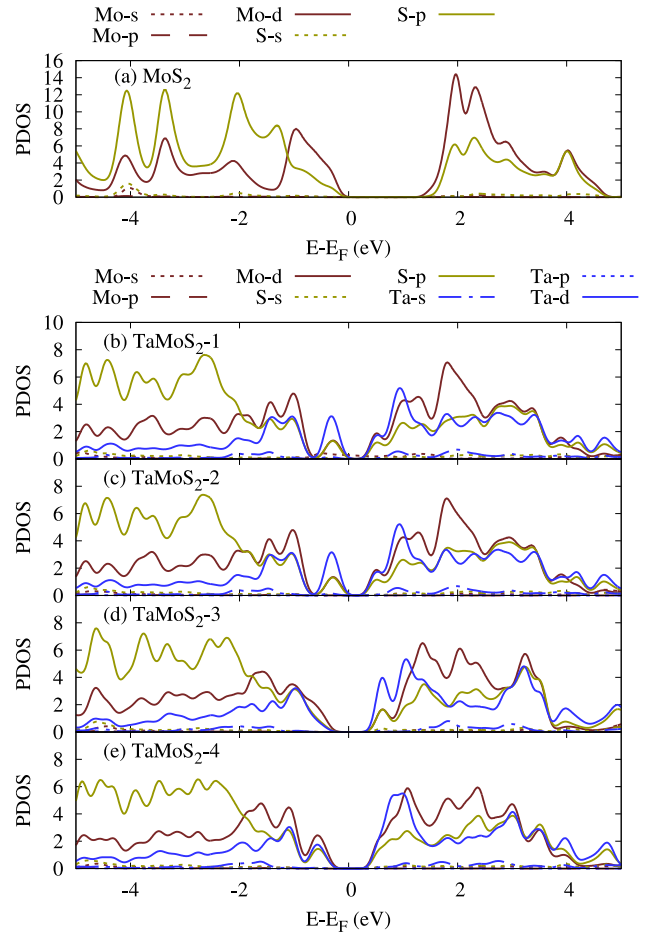 Mo-s Mo-d S-p
Mo-p S-s
(a) MoS2
PDOS
16
14
12
10
8
6
4
2
0
-4 -2 0 2 4
E-EF (eV)
Mo-s Mo-d S-p Ta-p
Mo-p S-s Ta-s Ta-d
(b) TaMoS2-1
PDOS
10
8
6
4
2
0
(c) TaMoS2-2
PDOS
8
6
4
2
0
(d) TaMoS2-3
PDOS
8
6
4
2
0
(e) TaMoS2-4
PDOS
8
6
4
2
0
-4 -2 0 2 4
E-EF (eV)